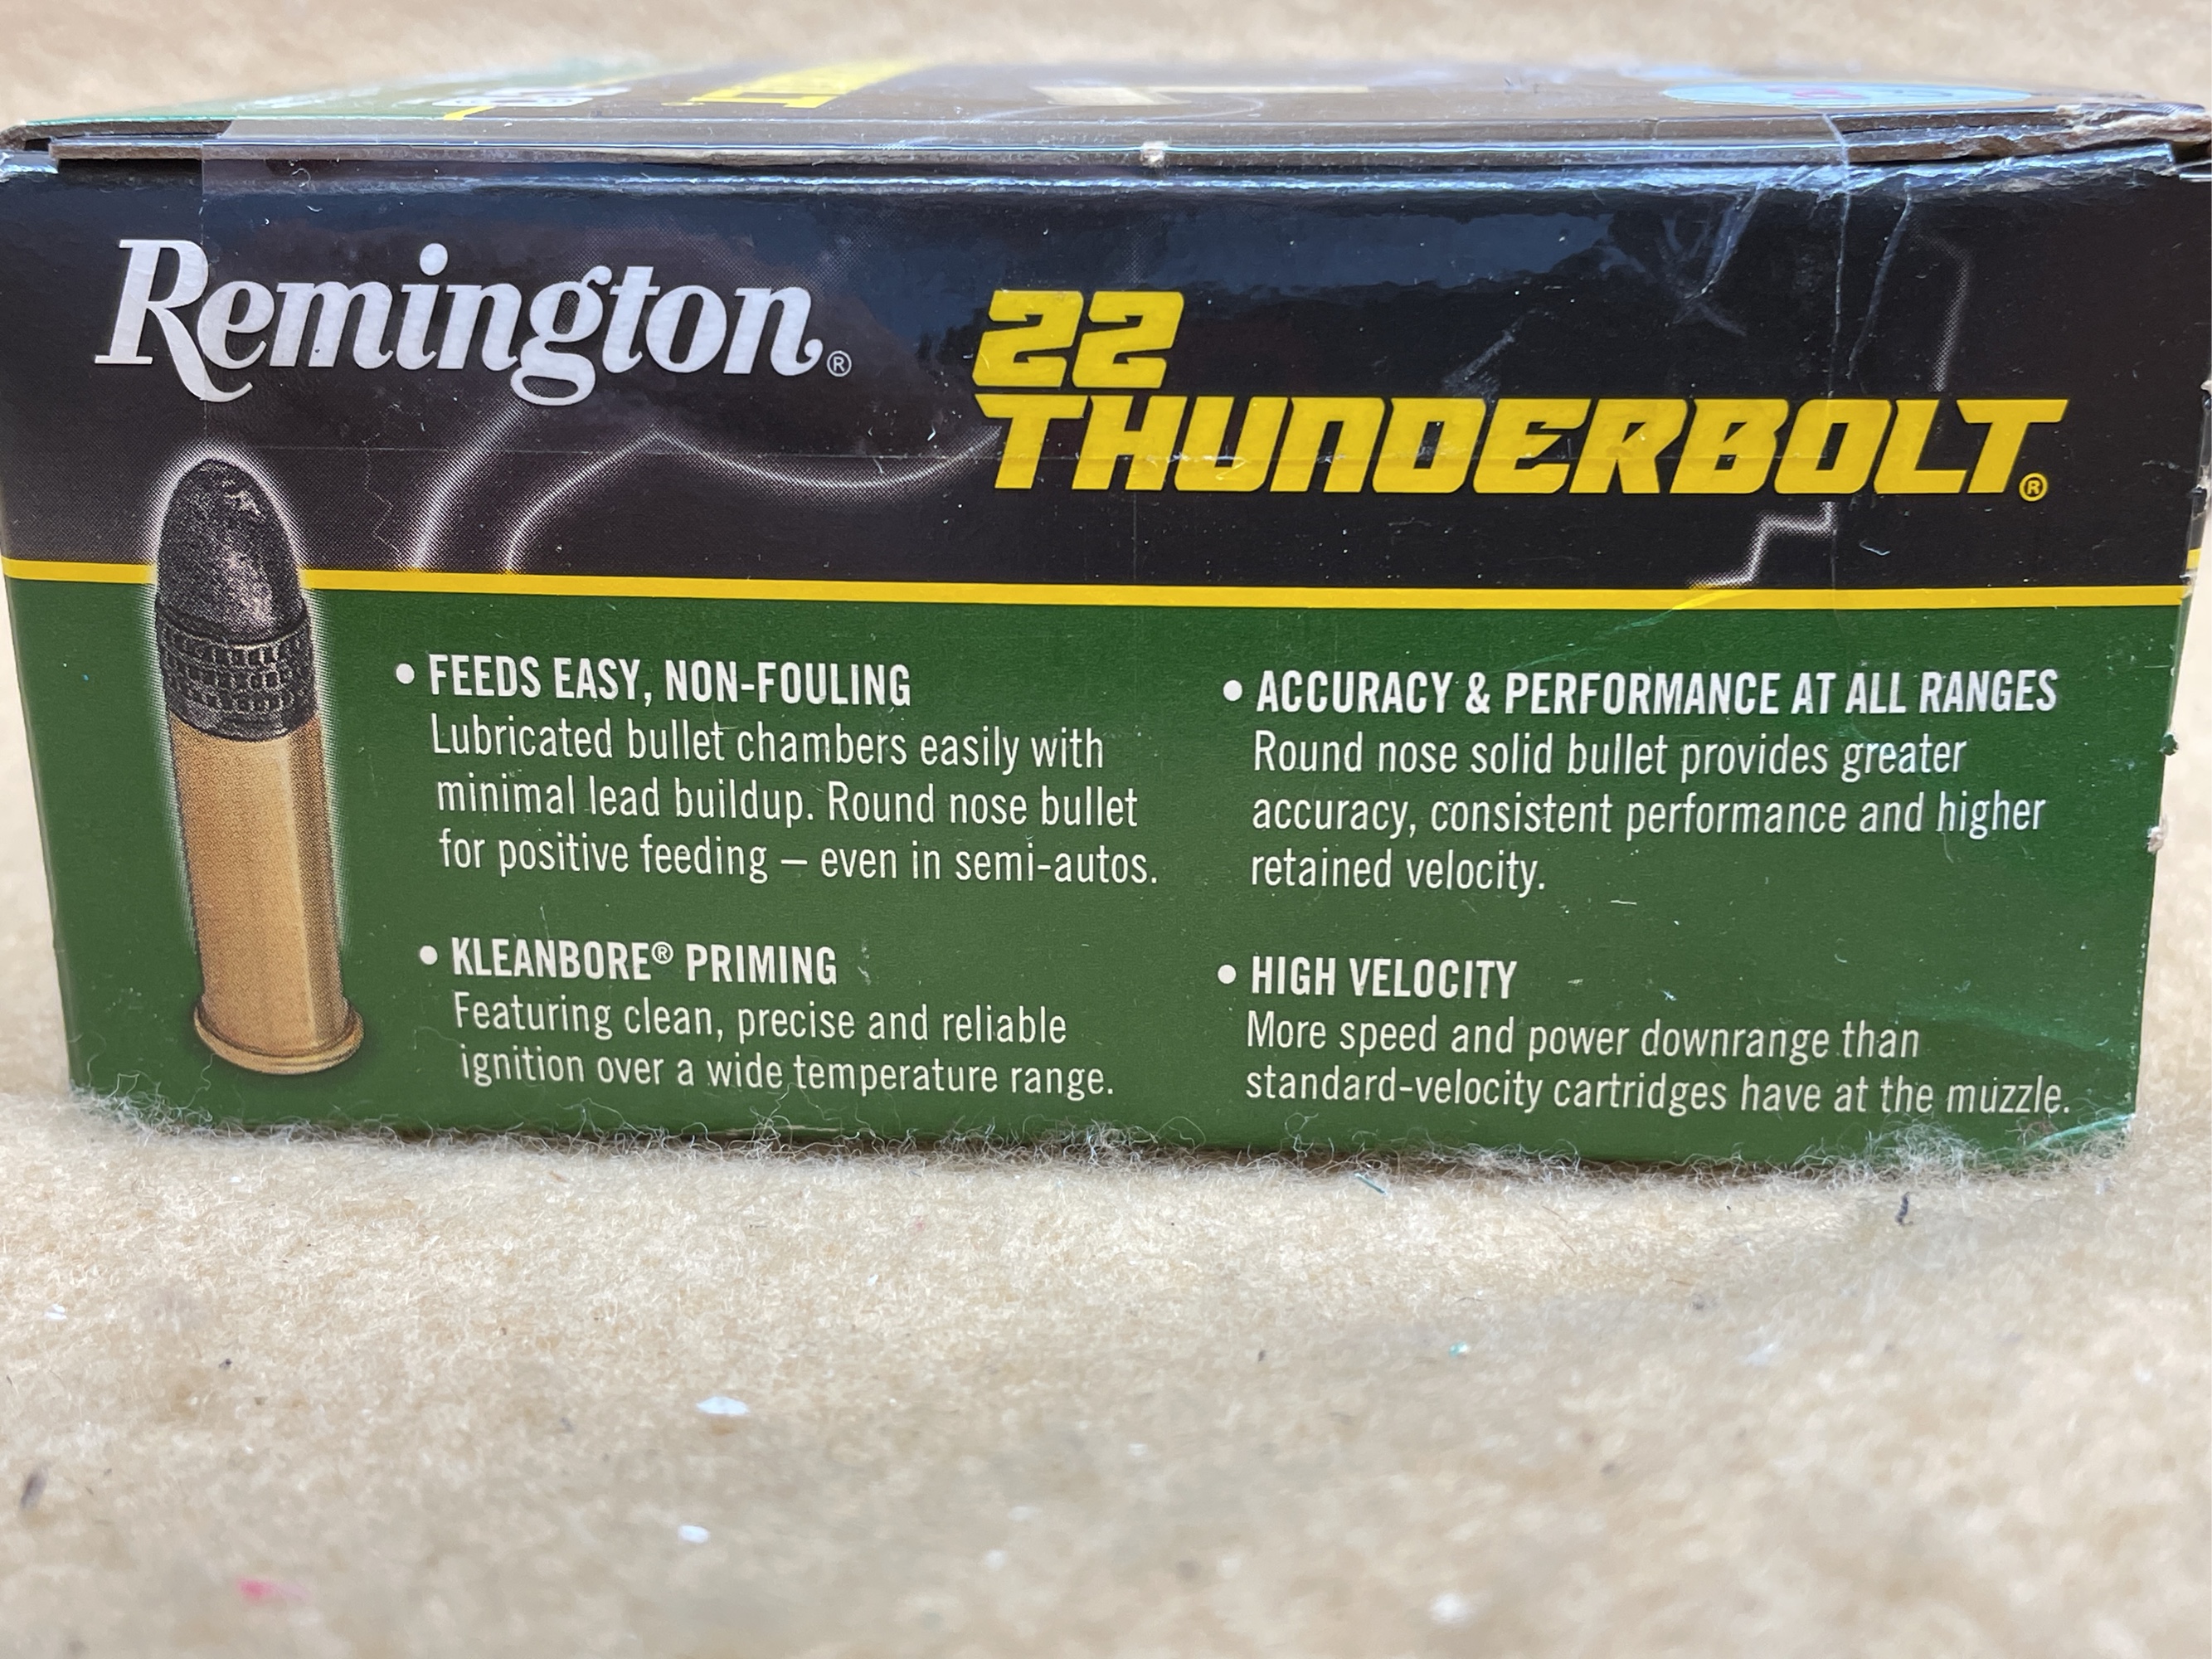 Remington®
22
THUNDERBOLT®
• FEEDS EASY, NON-FOULING
Lubricated bullet chambers easily with
minimal lead buildup. Round nose bullet
for positive feeding – even in semi-autos.
• KLEANBORE® PRIMING
Featuring clean, precise and reliable
ignition over a wide temperature range.
• ACCURACY & PERFORMANCE AT ALL RANGES
Round nose solid bullet provides greater
accuracy, consistent performance and higher
retained velocity.
• HIGH VELOCITY
More speed and power downrange than
standard-velocity cartridges have at the muzzle.